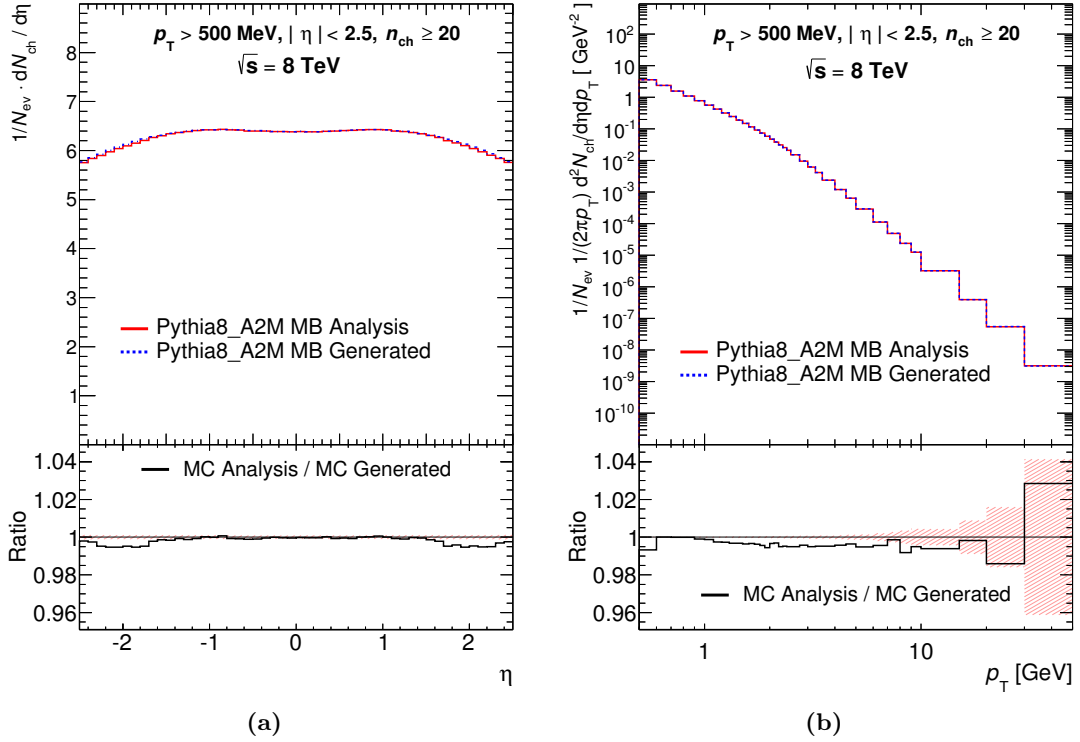 p_T > 500 MeV, | η | < 2.5, n_ch ≥ 20
√s = 8 TeV
1/N_ev · dN_ch / dη
8
7
6
5
4
3
2
1
Pythia8_A2M MB Analysis
Pythia8_A2M MB Generated
MC Analysis / MC Generated
Ratio
1.04
1.02
1
0.98
0.96
-2 -1 0 1 2
η
(a)
p_T > 500 MeV, | η | < 2.5, n_ch ≥ 20
√s = 8 TeV
1/N_ev 1/(2πp_T) d²N_ch/dηdp_T [ GeV⁻²]
10²
10
1
10⁻¹
10⁻²
10⁻³
10⁻⁴
10⁻⁵
10⁻⁶
10⁻⁷
10⁻⁸
10⁻⁹
10⁻¹⁰
Pythia8_A2M MB Analysis
Pythia8_A2M MB Generated
Ratio
1.04
1.02
1
0.98
0.96
MC Analysis / MC Generated
1 10
p_T [GeV]
(b)